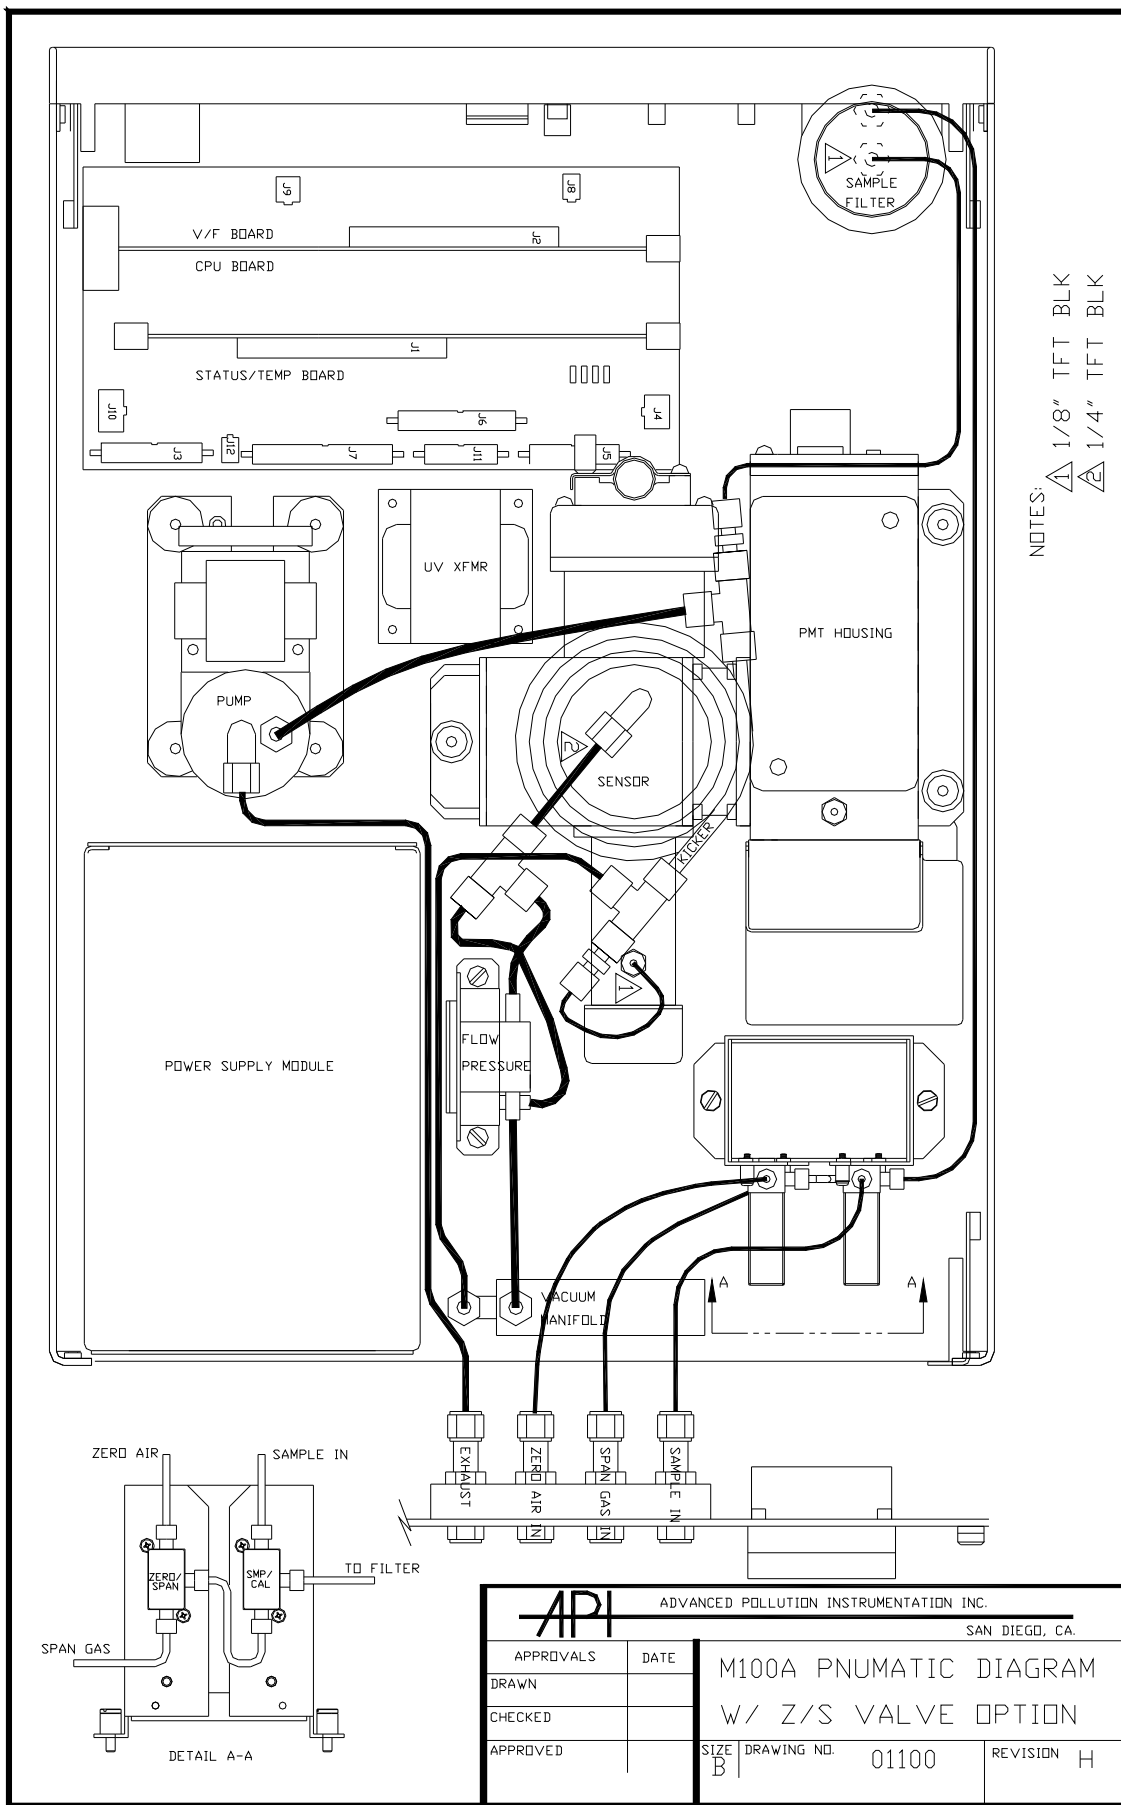 1
SAMPLE
FILTER
J9
J8
V/F BOARD
J2
CPU BOARD
J1
STATUS/TEMP BOARD
J10
J6
J4
J3
J12
J7
J11
J5
NOTES:
1 1/8" TFT BLK
2 1/4" TFT BLK
UV XFMR
PMT HOUSING
PUMP
2
SENSOR
KICKER
1
FLOW
PRESSURE
POWER SUPPLY MODULE
VACUUM
MANIFOLD
A
A
EXHAUST
ZERO AIR IN
SPAN GAS IN
SAMPLE IN
ZERO AIR
SAMPLE IN
ZERO/
SPAN
SMP/
CAL
TO FILTER
SPAN GAS
DETAIL A-A
API
ADVANCED POLLUTION INSTRUMENTATION INC.
SAN DIEGO, CA.
APPROVALS
DATE
DRAWN
CHECKED
APPROVED
M100A PNUMATIC DIAGRAM
W/ Z/S VALVE OPTION
SIZE
B
DRAWING NO.
01100
REVISION
H